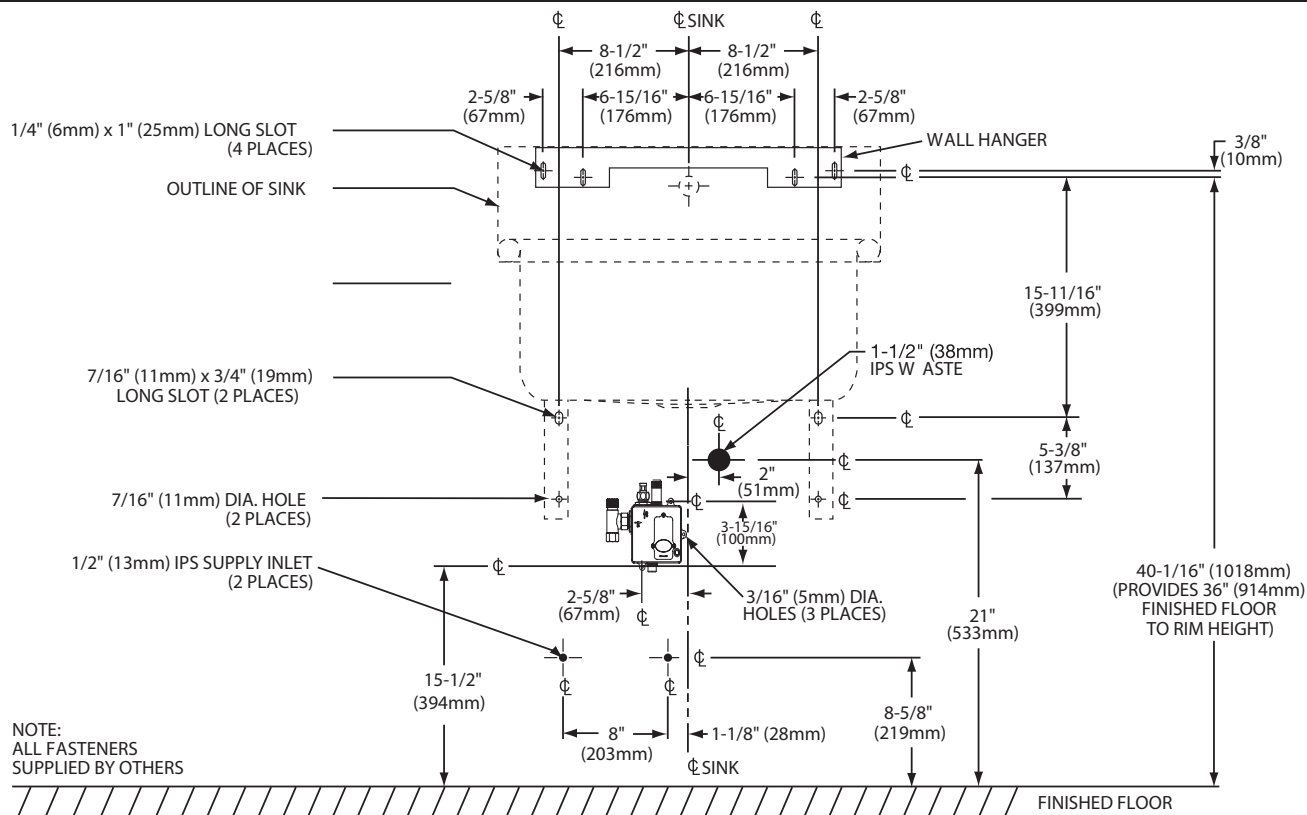 ℄
℄ SINK
℄
8-1/2"
(216mm)
8-1/2"
(216mm)
2-5/8"
(67mm)
6-15/16"
(176mm)
6-15/16"
(176mm)
2-5/8"
(67mm)
1/4" (6mm) x 1" (25mm) LONG SLOT
(4 PLACES)
WALL HANGER
3/8"
(10mm)
℄
OUTLINE OF SINK
15-11/16"
(399mm)
1-1/2" (38mm)
IPS W ASTE
7/16" (11mm) x 3/4" (19mm)
LONG SLOT (2 PLACES)
℄
℄
5-3/8"
(137mm)
℄
2"
(51mm)
7/16" (11mm) DIA. HOLE
(2 PLACES)
℄
℄
3-15/16"
(100mm)
1/2" (13mm) IPS SUPPLY INLET
(2 PLACES)
℄
2-5/8"
(67mm)
℄
3/16" (5mm) DIA.
HOLES (3 PLACES)
40-1/16" (1018mm)
(PROVIDES 36" (914mm)
FINISHED FLOOR
TO RIM HEIGHT)
21"
(533mm)
℄
15-1/2"
(394mm)
℄
℄
8-5/8"
(219mm)
8"
(203mm)
1-1/8" (28mm)
NOTE:
ALL FASTENERS
SUPPLIED BY OTHERS
℄ SINK
FINISHED FLOOR